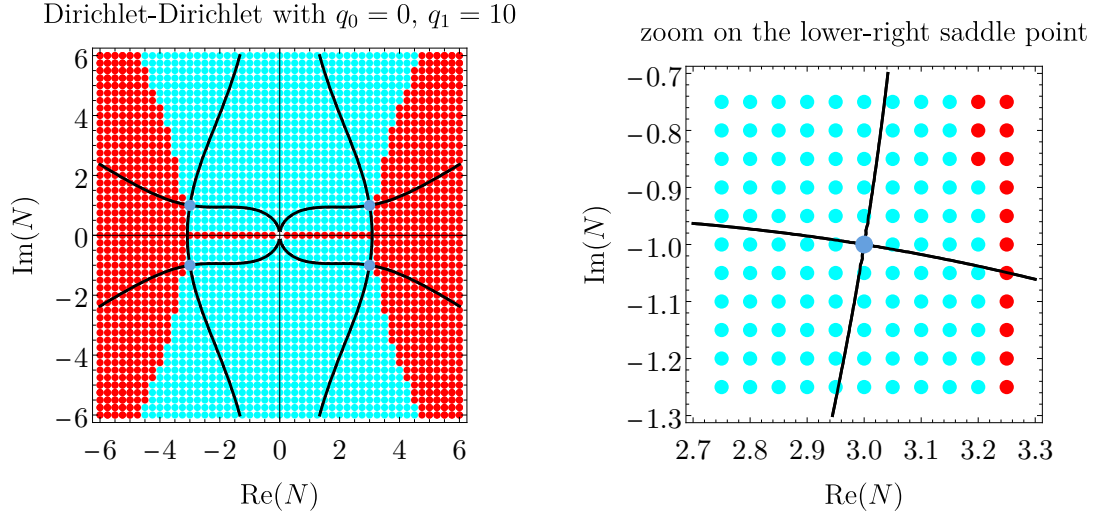 Dirichlet-Dirichlet with q₀ = 0, q₁ = 10
6
4
2
0
−2
−4
−6
Im(N)
−6 −4 −2 0 2 4 6
Re(N)
zoom on the lower-right saddle point
−0.7
−0.8
−0.9
−1.0
−1.1
−1.2
−1.3
Im(N)
2.7 2.8 2.9 3.0 3.1 3.2 3.3
Re(N)